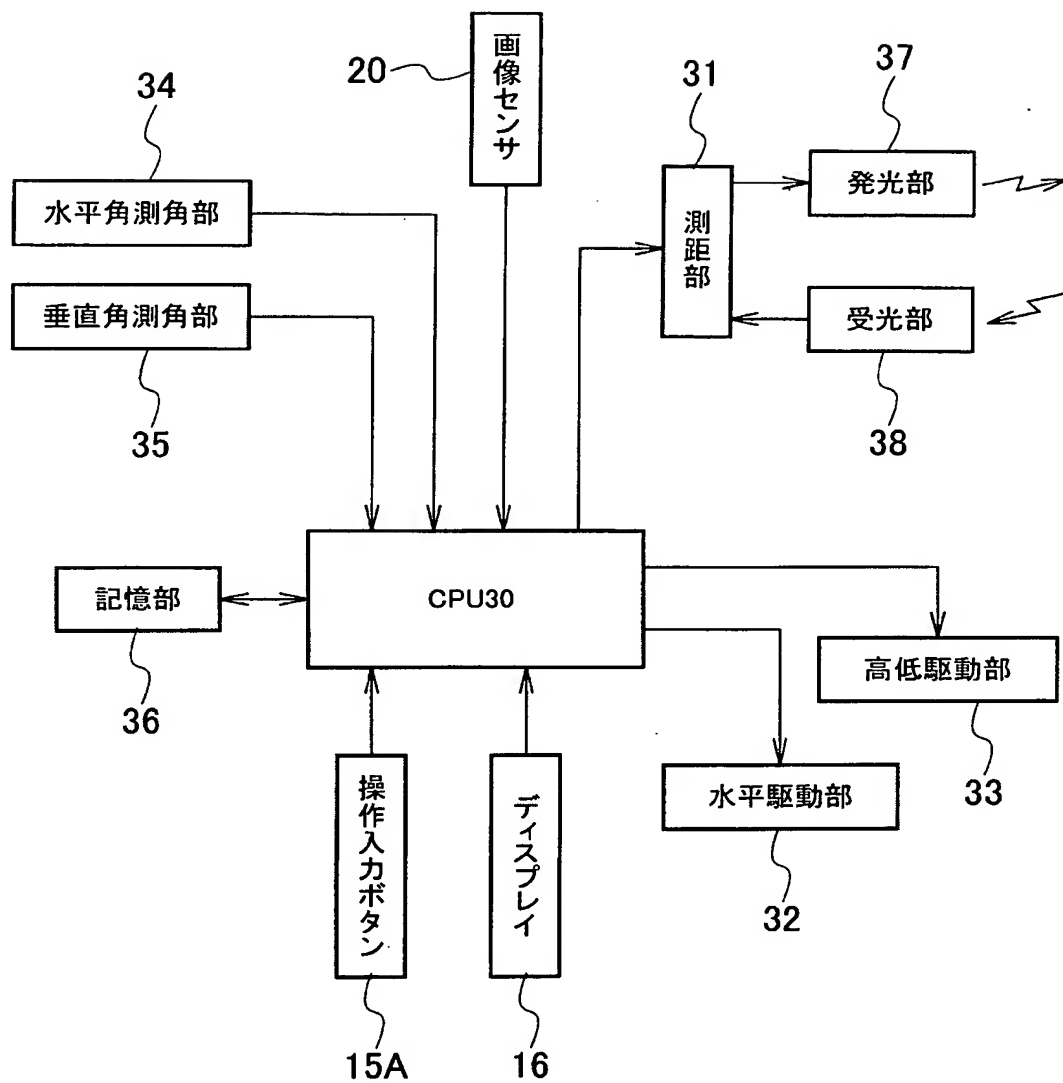 画像センサ
20
34
31
37
水平角測角部
発光部
測距部
垂直角測角部
受光部
35
38
CPU30
記憶部
36
高低駆動部
33
操作入力ボタン
ディスプレイ
水平駆動部
32
15A
16